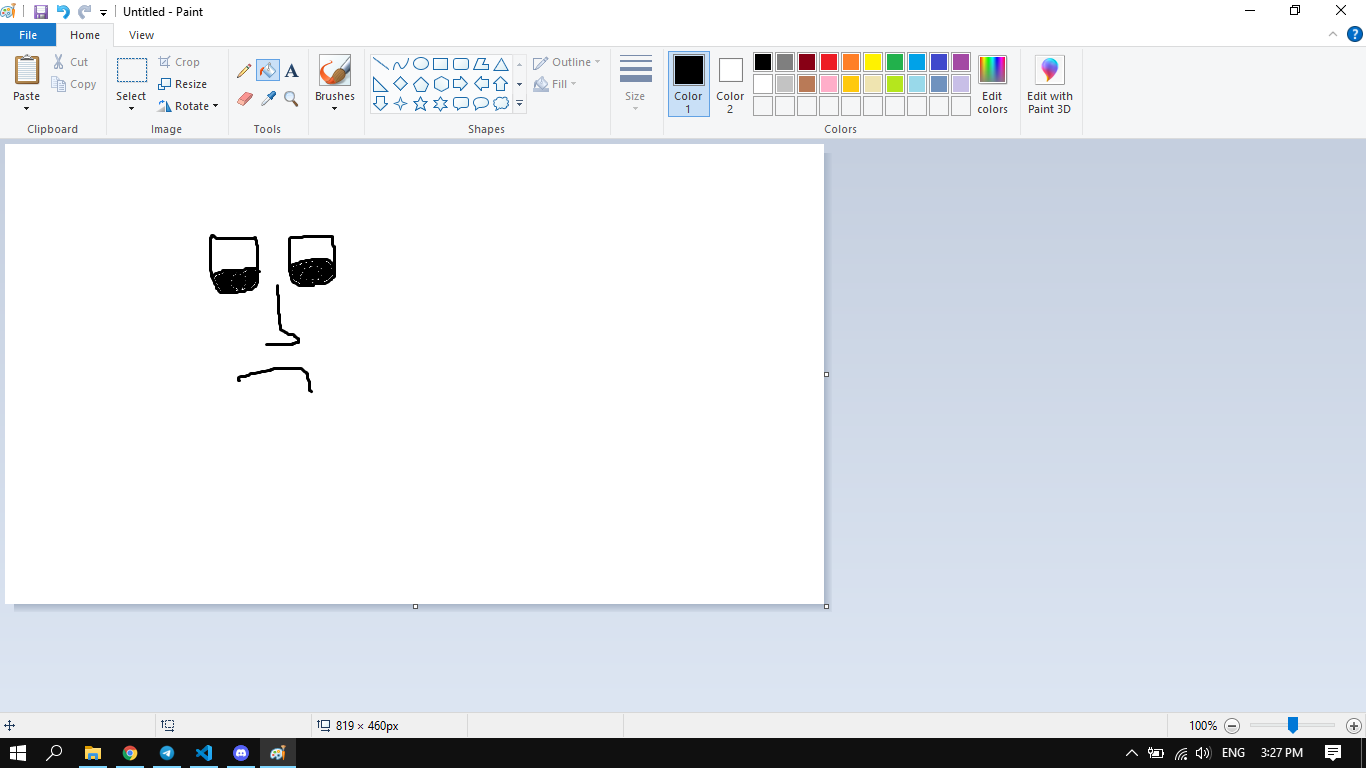 Untitled - Paint
File Home View
Paste Cut Copy
Clipboard
Select Crop Resize Rotate
Image
A
Tools
Brushes
Outline Fill
Shapes
Size
Color 1 Color 2
Edit colors
Colors
Edit with Paint 3D
819 × 460px 100%
ENG 3:27 PM